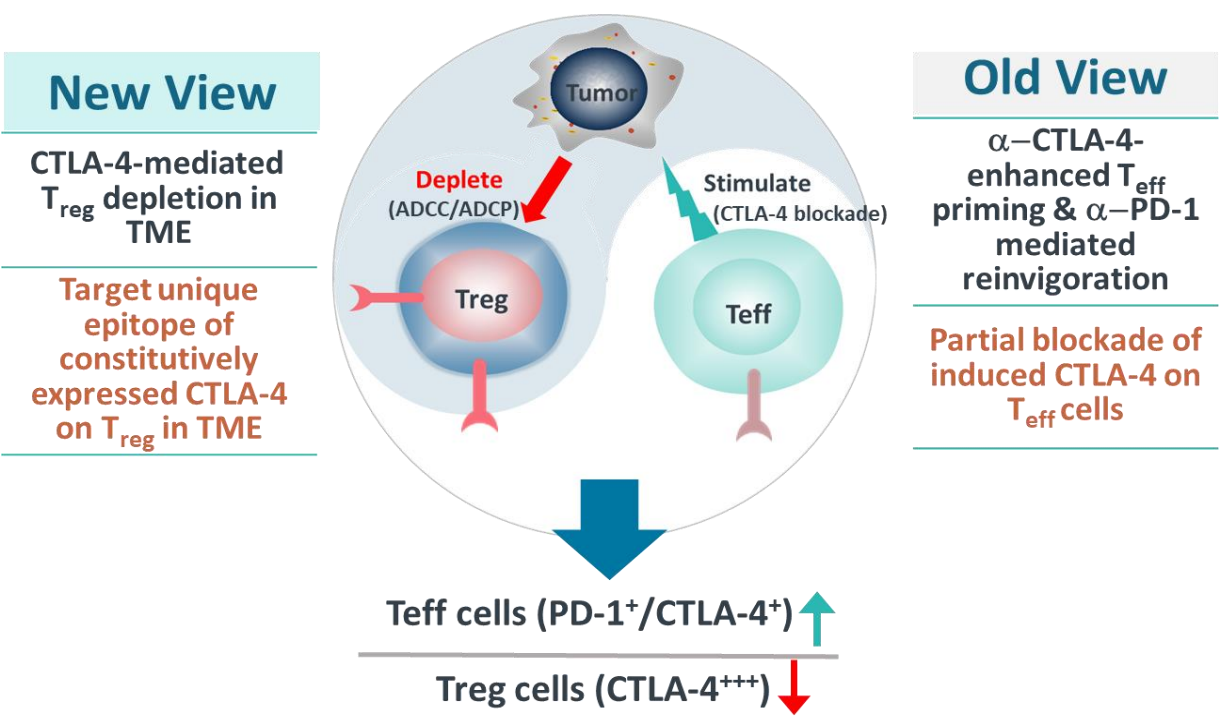 New View
CTLA-4-mediated
Treg depletion in
TME
Target unique
epitope of
constitutively
expressed CTLA-4
on Treg in TME
Tumor
Deplete
(ADCC/ADCP)
Stimulate
(CTLA-4 blockade)
Treg
Teff
Old View
α−CTLA-4-
enhanced Teff
priming & α−PD-1
mediated
reinvigoration
Partial blockade of
induced CTLA-4 on
Teff cells
Teff cells (PD-1⁺/CTLA-4⁺)
Treg cells (CTLA-4⁺⁺⁺)